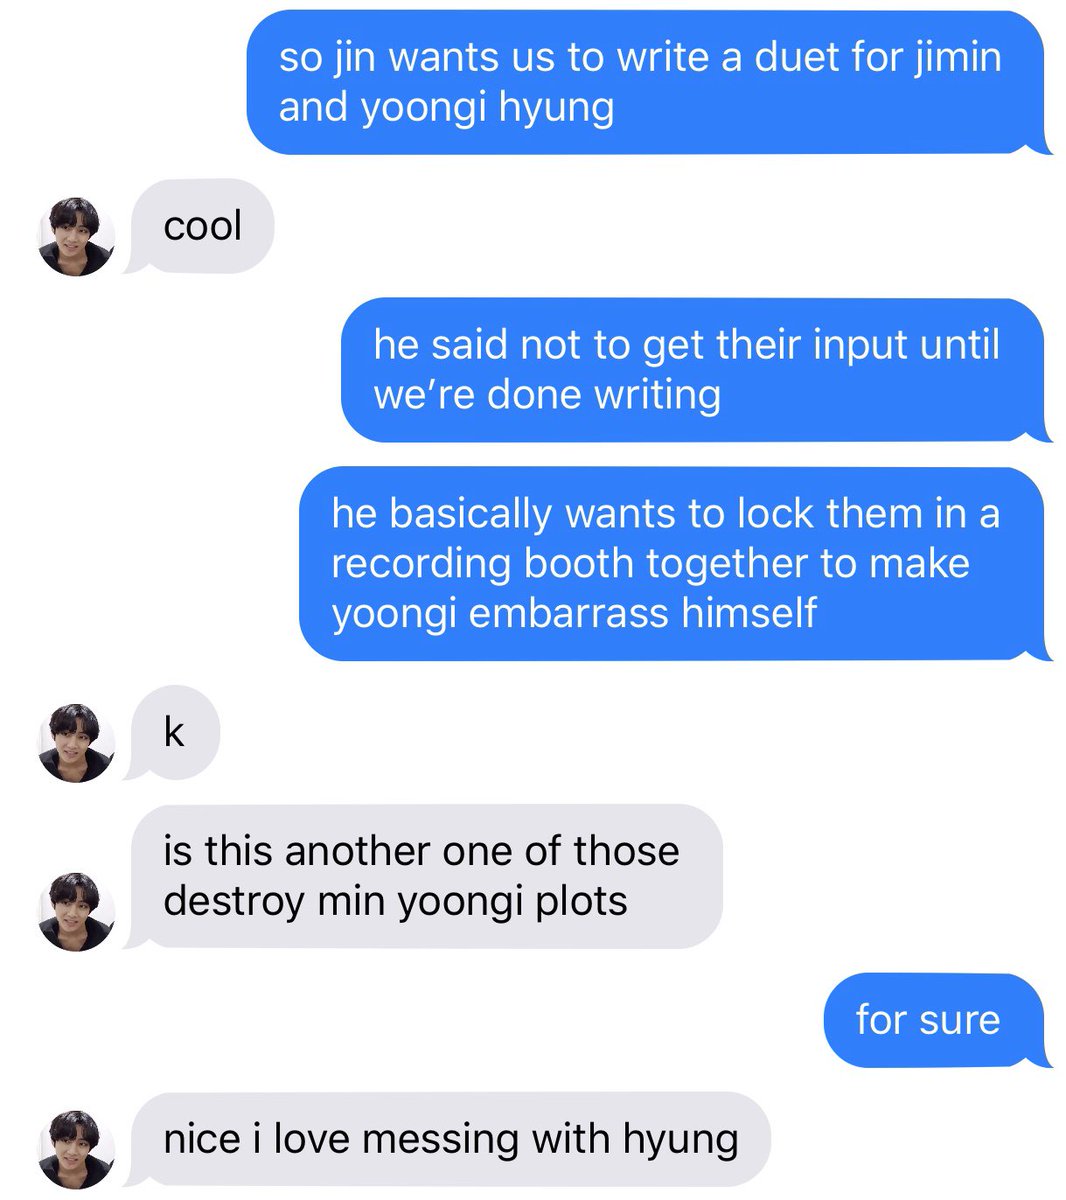 so jin wants us to write a duet for jimin
and yoongi hyung
cool
he said not to get their input until
we’re done writing
he basically wants to lock them in a
recording booth together to make
yoongi embarrass himself
k
is this another one of those
destroy min yoongi plots
for sure
nice i love messing with hyung